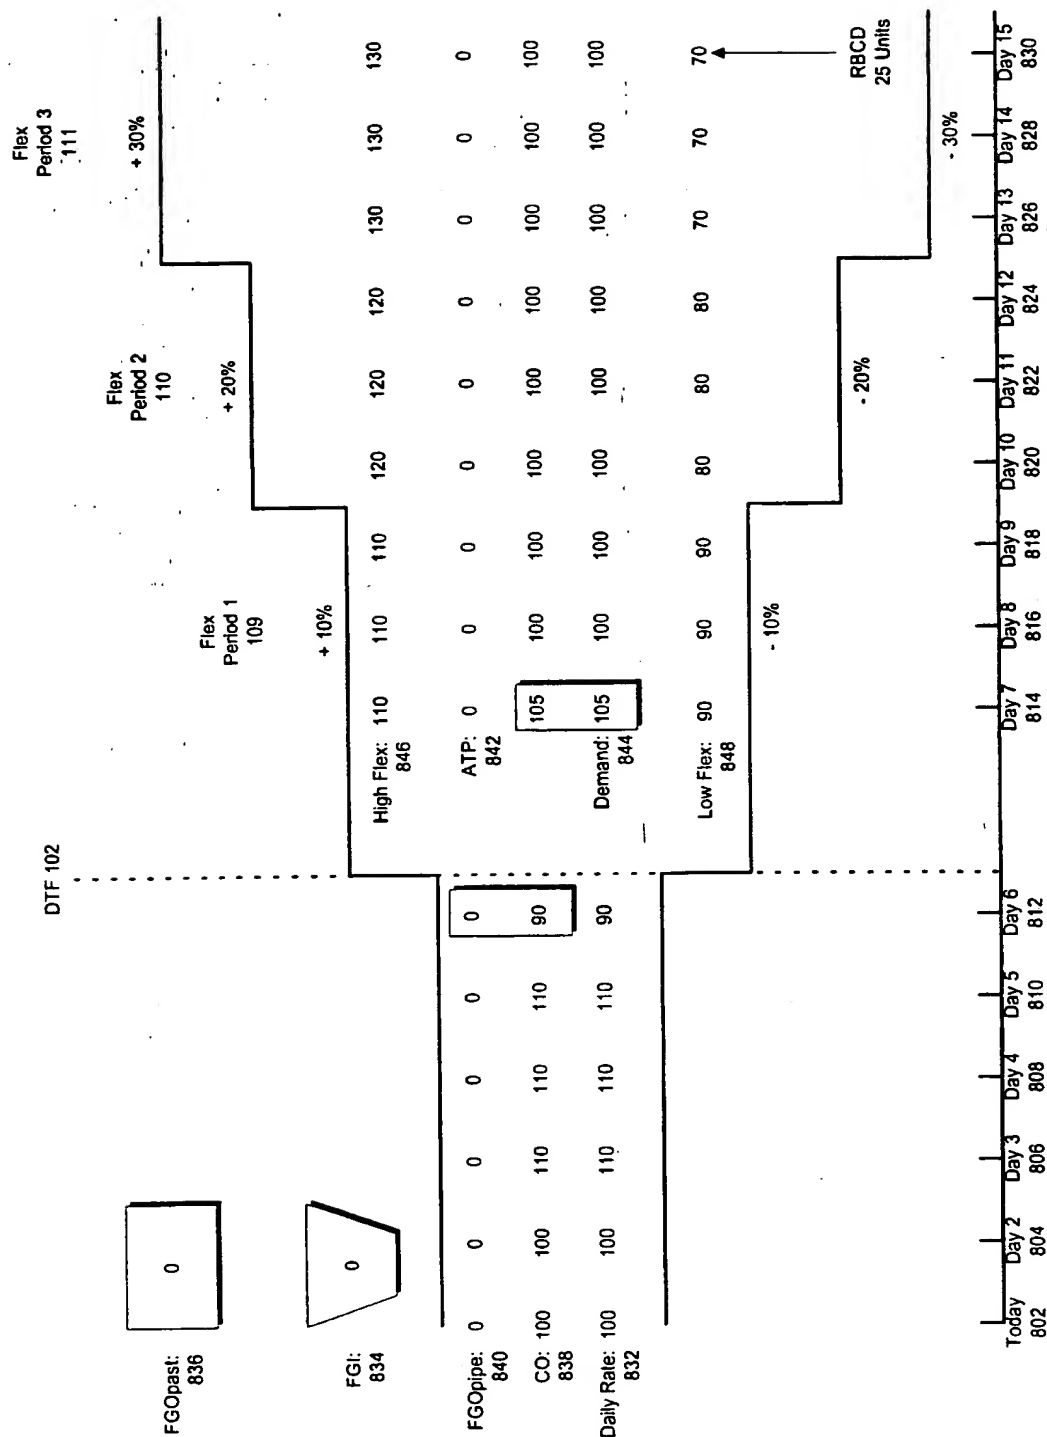 DTF 102
Flex
Period 1
109
Flex
Period 2
110
Flex
Period 3
111
FGOpast:
836
0
+ 10%
+ 20%
+ 30%
FGI:
834
0
High Flex: 110 110 110 120 120 120 130 130 130
846
FGOpipe: 0 0 0 0 0 0
840
ATP: 0 0 0 0 0 0 0 0 0
842
CO: 100 100 110 110 110 90 105 100 100 100 100 100 100 100 100
838
Daily Rate: 100 100 110 110 110 90
832
Demand: 105 100 100 100 100 100 100 100 100
844
Low Flex: 90 90 90 80 80 80 70 70 70
848
- 10%
- 20%
- 30%
RBCD
25 Units
Today Day 2 Day 3 Day 4 Day 5 Day 6 Day 7 Day 8 Day 9 Day 10 Day 11 Day 12 Day 13 Day 14 Day 15
802 804 806 808 810 812 814 816 818 820 822 824 826 828 830